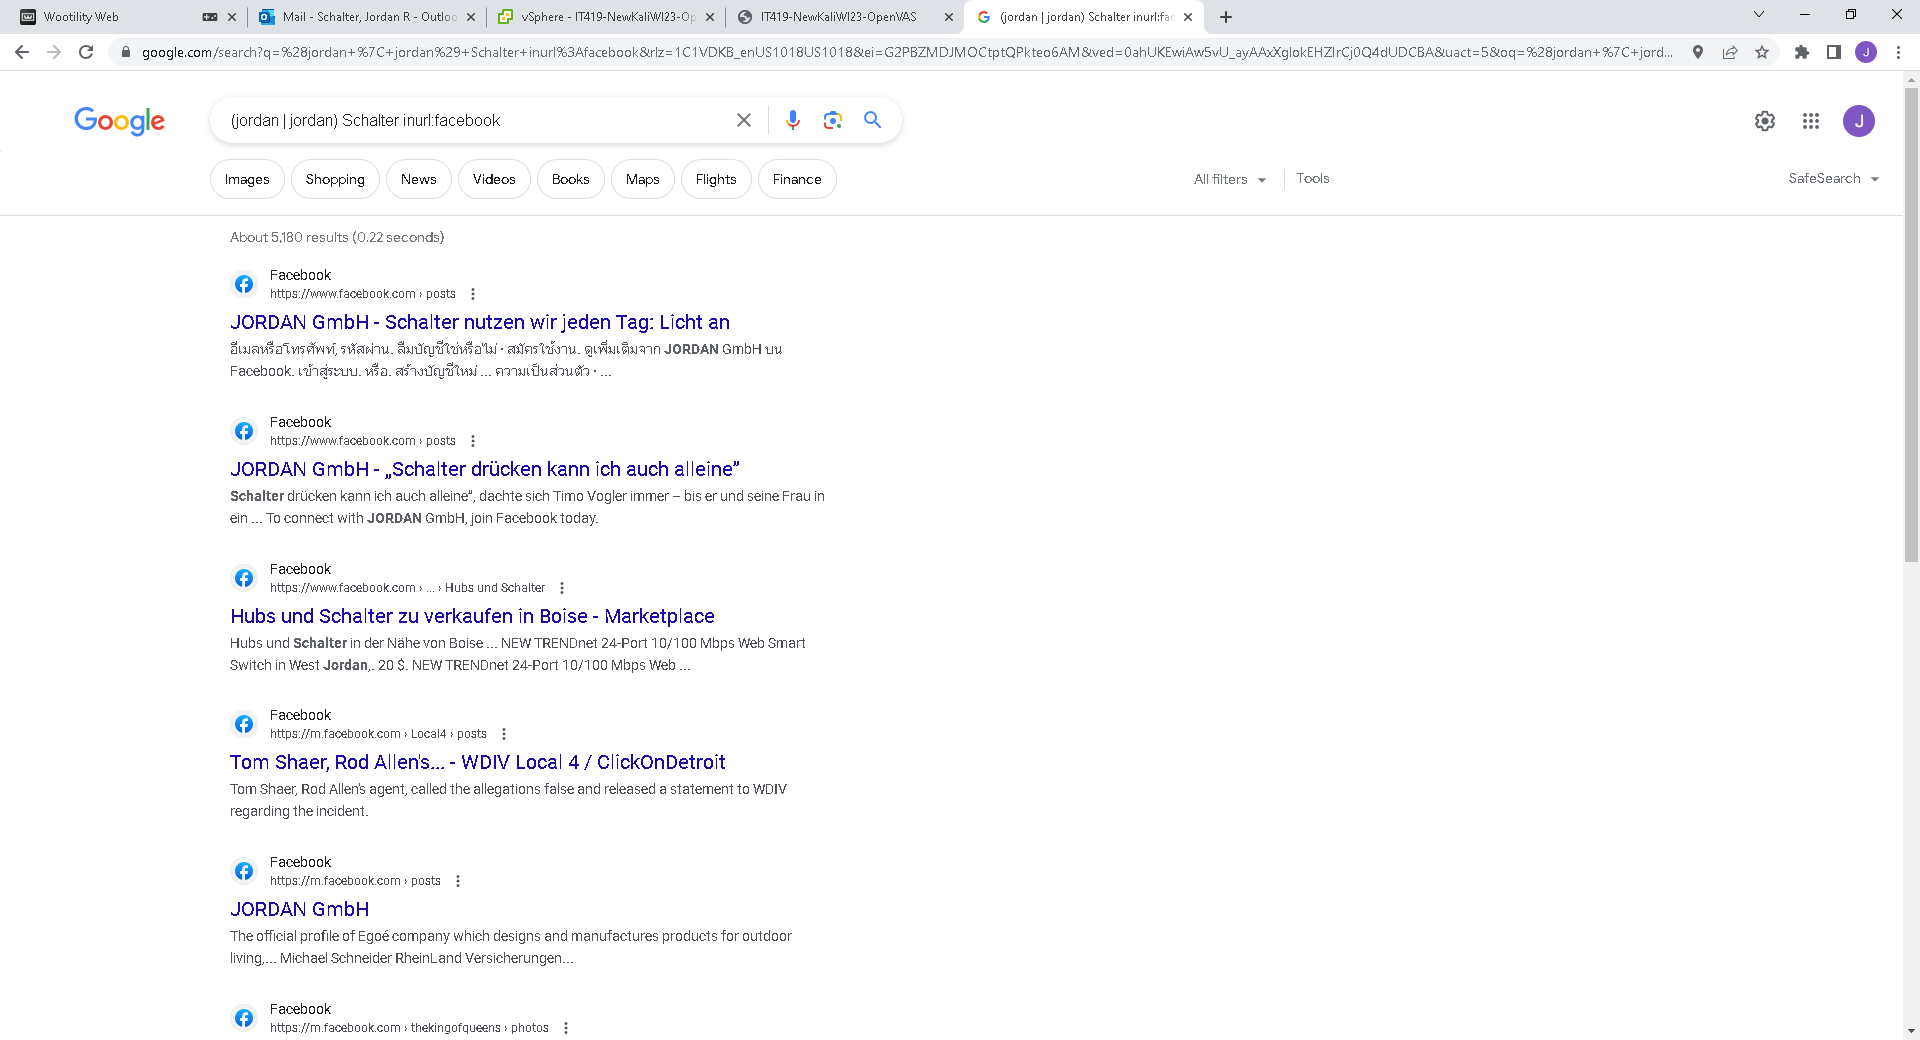 Wootility Web
Mail - Schalter, Jordan R - Outloo
vSphere - IT419-NewKaliWI23-Op
IT419-NewKaliWI23-OpenVAS
(jordan | jordan) Schalter inurl:fac
google.com/search?q=%28jordan+%7C+jordan%29+Schalter+inurl%3Afacebook&rlz=1C1VDKB_enUS1018US1018&ei=G2PBZMDJMOCtptQPkteo6AM&ved=0ahUKEwiAw5vU_ayAAxXgIokEHZIrCj0Q4dUDCBA&uact=5&oq=%28jordan+%7C+jord...
J
Google
(jordan | jordan) Schalter inurl:facebook
J
Images
Shopping
News
Videos
Books
Maps
Flights
Finance
All filters
Tools
SafeSearch
About 5,180 results (0.22 seconds)
Facebook
https://www.facebook.com › posts
JORDAN GmbH - Schalter nutzen wir jeden Tag: Licht an
อีเมลหรือโทรศัพท์, รหัสผ่าน. ลืมบัญชีใช่หรือไม่ · สมัครใช้งาน. ดูเพิ่มเติมจาก JORDAN GmbH บน
Facebook. เข้าสู่ระบบ. หรือ. สร้างบัญชีใหม่ ... ความเป็นส่วนตัว · ...
Facebook
https://www.facebook.com › posts
JORDAN GmbH - „Schalter drücken kann ich auch alleine”
Schalter drücken kann ich auch alleine”, dachte sich Timo Vogler immer – bis er und seine Frau in
ein ... To connect with JORDAN GmbH, join Facebook today.
Facebook
https://www.facebook.com › ... › Hubs und Schalter
Hubs und Schalter zu verkaufen in Boise - Marketplace
Hubs und Schalter in der Nähe von Boise ... NEW TRENDnet 24-Port 10/100 Mbps Web Smart
Switch in West Jordan,. 20 $. NEW TRENDnet 24-Port 10/100 Mbps Web ...
Facebook
https://m.facebook.com › Local4 › posts
Tom Shaer, Rod Allen's... - WDIV Local 4 / ClickOnDetroit
Tom Shaer, Rod Allen's agent, called the allegations false and released a statement to WDIV
regarding the incident.
Facebook
https://m.facebook.com › posts
JORDAN GmbH
The official profile of Egoé company which designs and manufactures products for outdoor
living,... Michael Schneider RheinLand Versicherungen...
Facebook
https://m.facebook.com › thekingofqueens › photos